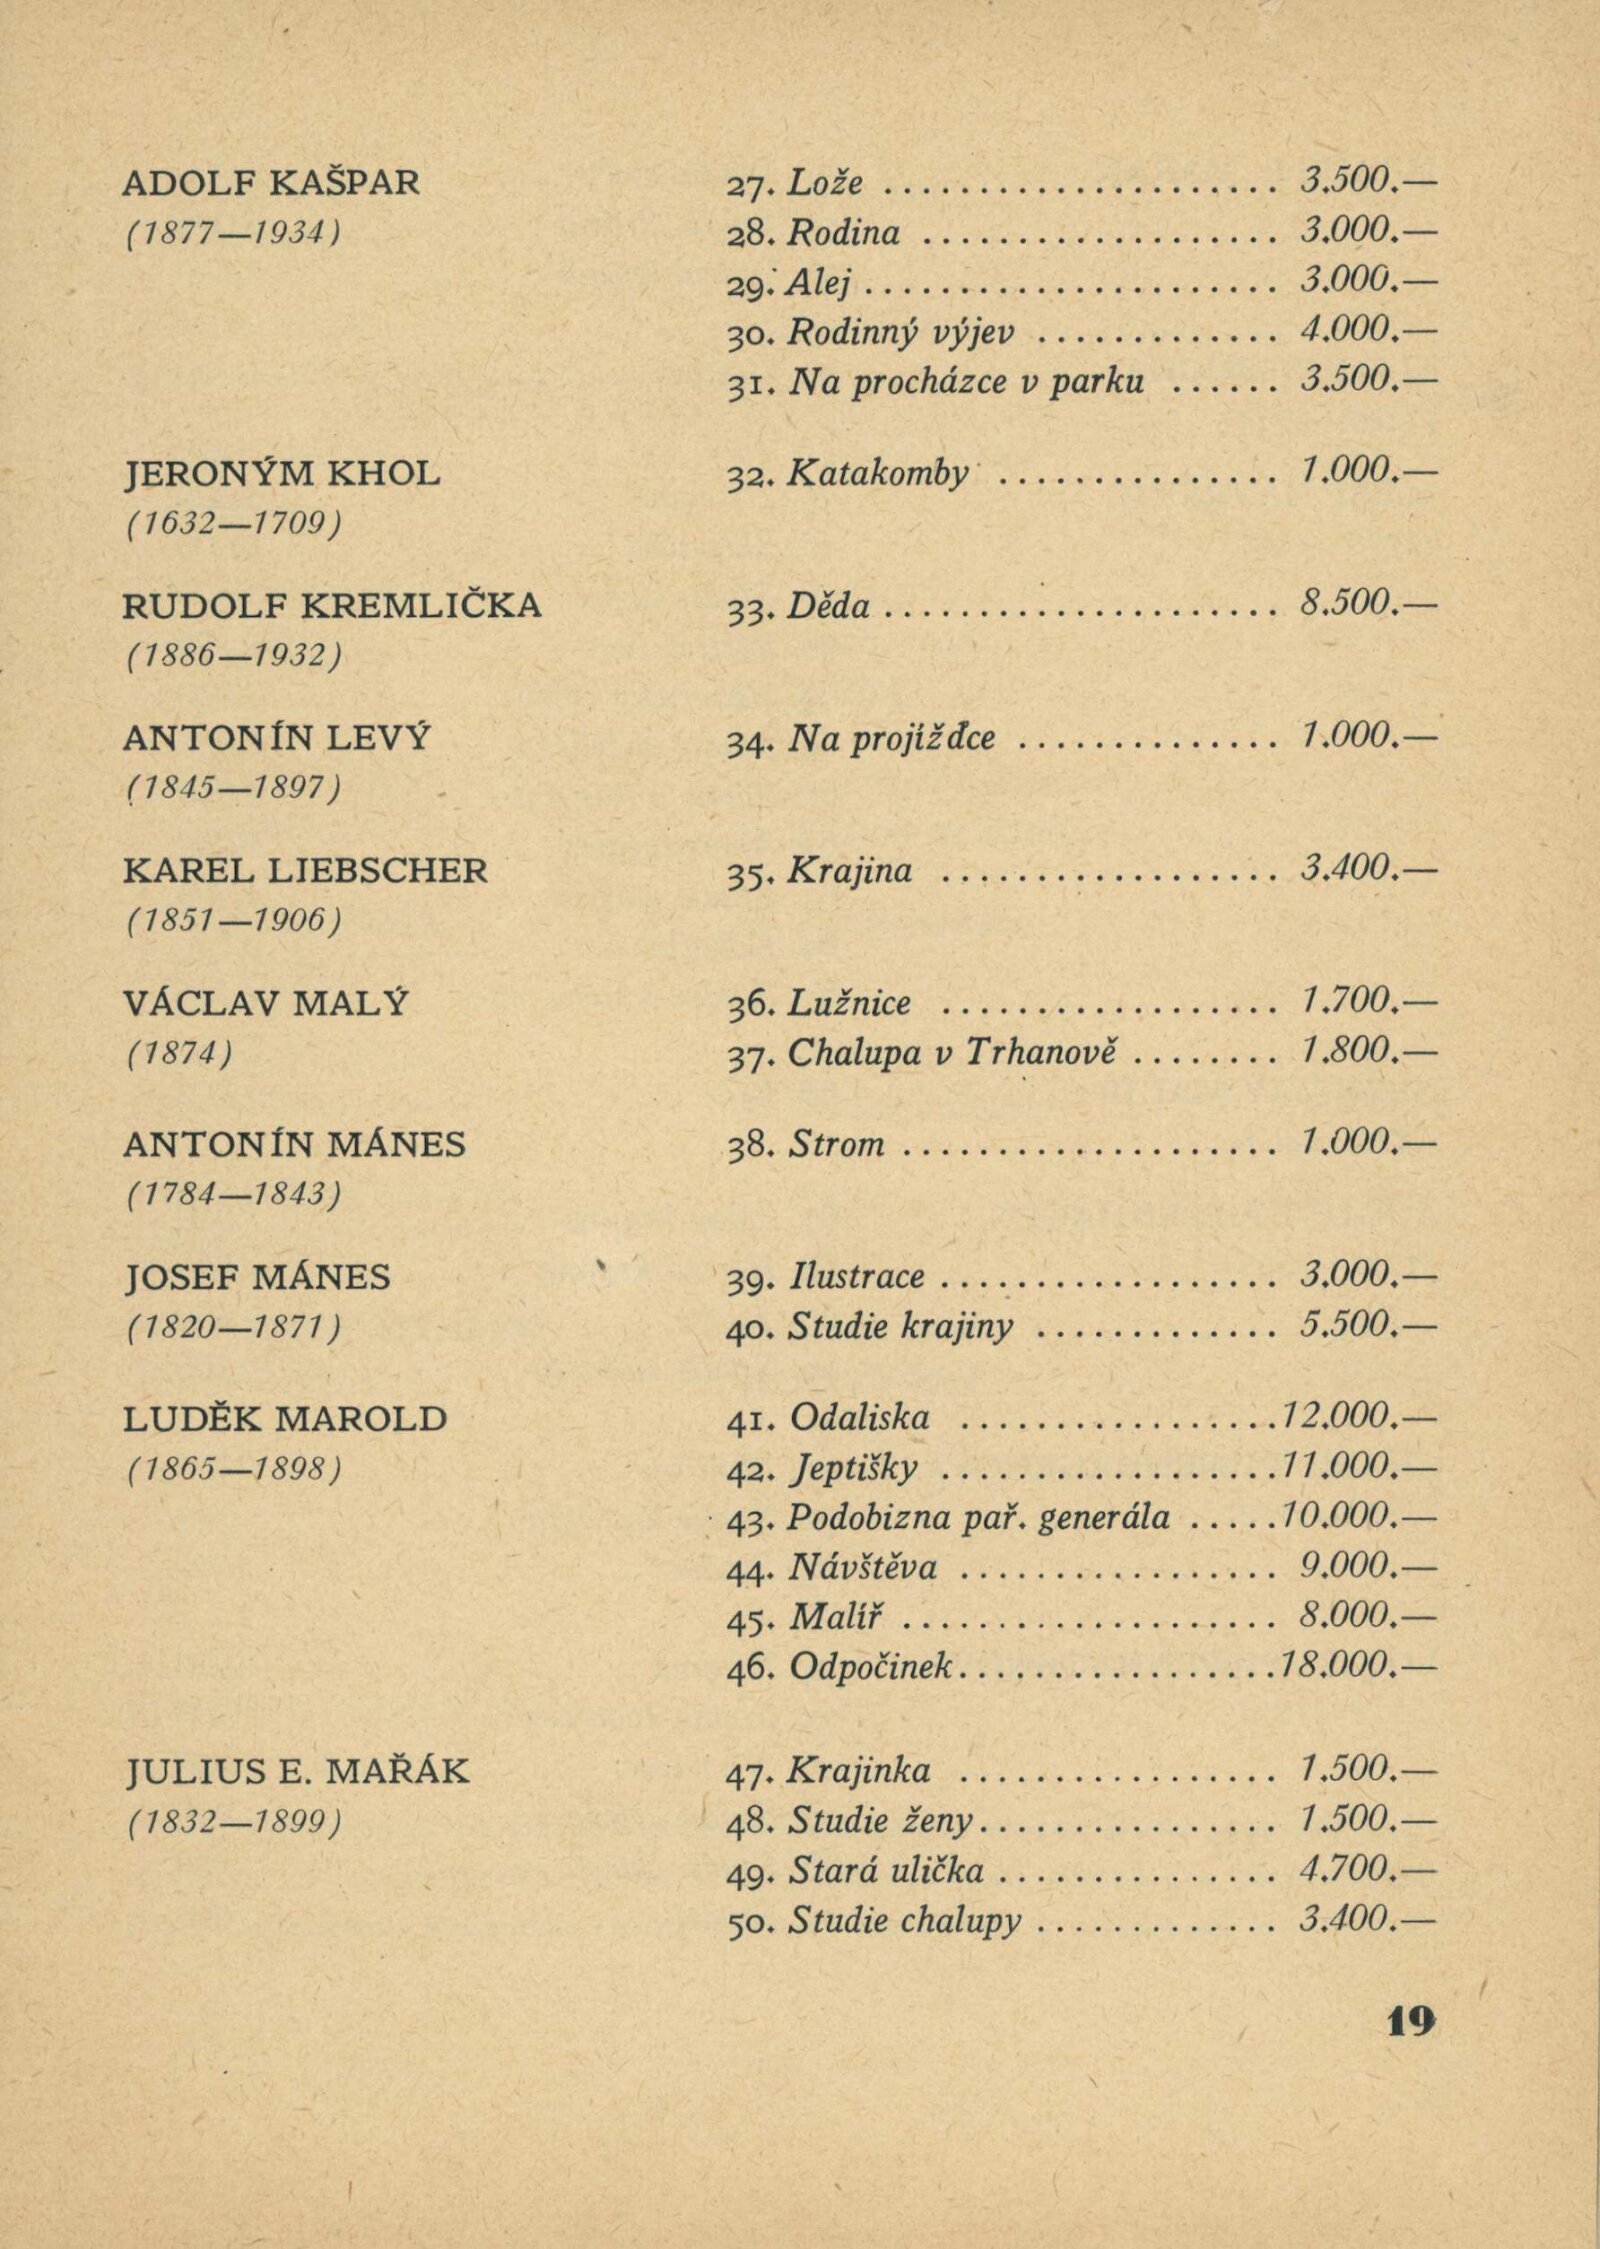 ADOLF KAŠPAR
(1877—1934)
27. Lože ..................... 3.500.—
28. Rodina ................... 3.000.—
29. Alej ...................... 3.000.—
30. Rodinný výjev ............. 4.000.—
31. Na procházce v parku ...... 3.500.—
JERONÝM KHOL
(1632—1709)
32. Katakomby ............... 1.000.—
RUDOLF KREMLIČKA
(1886—1932)
33. Děda ..................... 8.500.—
ANTONÍN LEVÝ
(1845—1897)
34. Na projížďce .............. 1.000.—
KAREL LIEBSCHER
(1851—1906)
35. Krajina .................. 3.400.—
VÁCLAV MALÝ
(1874)
36. Lužnice .................. 1.700.—
37. Chalupa v Trhanově ........ 1.800.—
ANTONÍN MÁNES
(1784—1843)
38. Strom .................... 1.000.—
JOSEF MÁNES
(1820—1871)
39. Ilustrace .................. 3.000.—
40. Studie krajiny ............. 5.500.—
LUDĚK MAROLD
(1865—1898)
41. Odaliska .................12.000.—
42. Jeptišky ..................11.000.—
43. Podobizna pař. generála .....10.000.—
44. Návštěva ................. 9.000.—
45. Malíř .................... 8.000.—
46. Odpočinek.................18.000.—
JULIUS E. MAŘÁK
(1832—1899)
47. Krajinka ................. 1.500.—
48. Studie ženy................ 1.500.—
49. Stará ulička ............... 4.700.—
50. Studie chalupy ............. 3.400.—
19